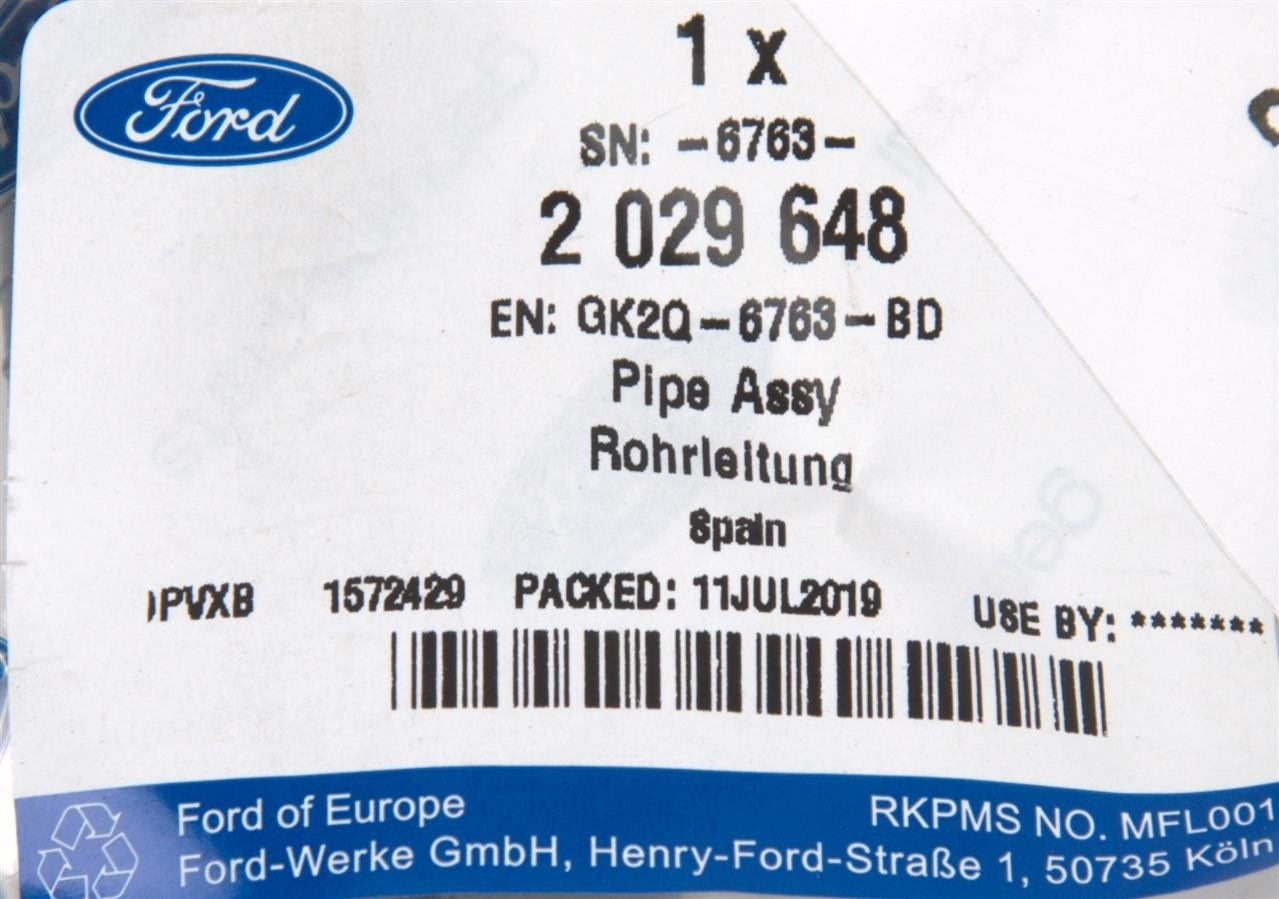 Ford
1 x
SN: -6763-
2 029 648
EN: GK2Q-6763-BD
Pipe Assy
Rohrleitung
Spain
PVXB 1572429 PACKED: 11JUL2019 USE BY: *******
Ford of Europe
RKPMS NO. MFL001
Ford-Werke GmbH, Henry-Ford-Straße 1, 50735 Köln